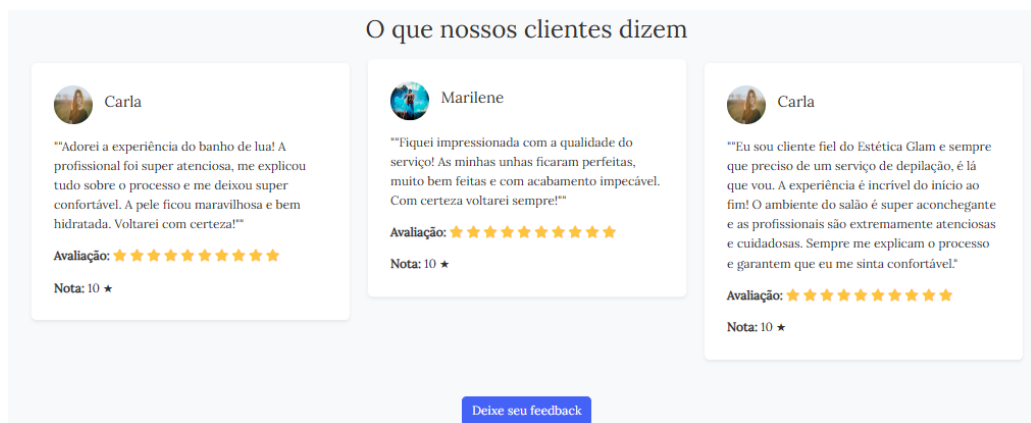 O que nossos clientes dizem
Carla
""Adorei a experiência do banho de lua! A
profissional foi super atenciosa, me explicou
tudo sobre o processo e me deixou super
confortável. A pele ficou maravilhosa e bem
hidratada. Voltarei com certeza!""
Avaliação: ★ ★ ★ ★ ★ ★ ★ ★ ★ ★
Nota: 10 ★
Marilene
""Fiquei impressionada com a qualidade do
serviço! As minhas unhas ficaram perfeitas,
muito bem feitas e com acabamento impecável.
Com certeza voltarei sempre!""
Avaliação: ★ ★ ★ ★ ★ ★ ★ ★ ★ ★
Nota: 10 ★
Carla
""Eu sou cliente fiel do Estética Glam e sempre
que preciso de um serviço de depilação, é lá
que vou. A experiência é incrível do início ao
fim! O ambiente do salão é super aconchegante
e as profissionais são extremamente atenciosas
e cuidadosas. Sempre me explicam o processo
e garantem que eu me sinta confortável."
Avaliação: ★ ★ ★ ★ ★ ★ ★ ★ ★ ★
Nota: 10 ★
Deixe seu feedback